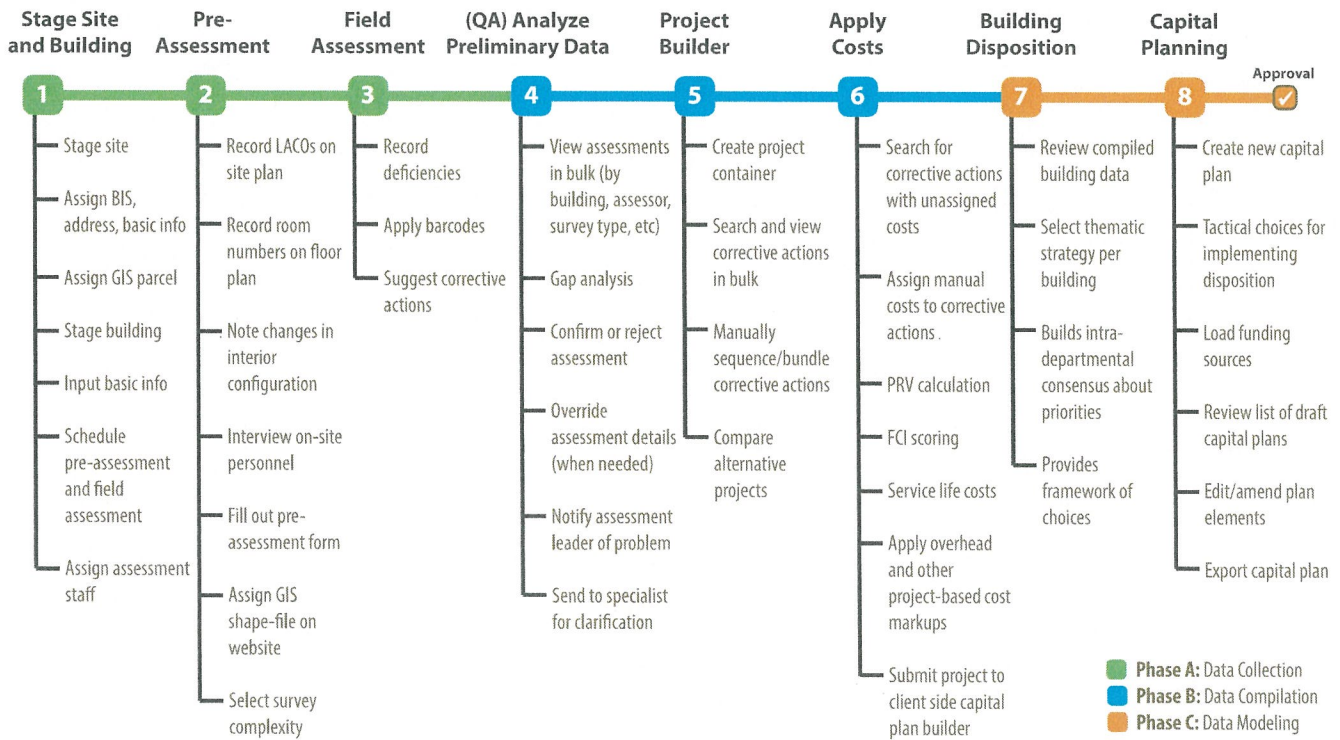 Stage Site
and Building
1
Stage site
Assign BIS,
address, basic info
Assign GIS parcel
Stage building
Input basic info
Schedule
pre-assessment
and field
assessment
Assign assessment
staff
Pre-
Assessment
2
Record LACOs on
site plan
Record room
numbers on floor
plan
Note changes in
interior
configuration
Interview on-site
personnel
Fill out pre-
assessment form
Assign GIS
shape-file on
website
Select survey
complexity
Field
Assessment
3
Record
deficiencies
Apply barcodes
Suggest corrective
actions
(QA) Analyze
Preliminary Data
4
View assessments
in bulk (by
building, assessor,
survey type, etc)
Gap analysis
Confirm or reject
assessment
Override
assessment details
(when needed)
Notify assessment
leader of problem
Send to specialist
for clarification
Project
Builder
5
Create project
container
Search and view
corrective actions
in bulk
Manually
sequence/bundle
corrective actions
Compare
alternative
projects
Apply
Costs
6
Search for
corrective actions
with unassigned
costs
Assign manual
costs to corrective
actions .
PRV calculation
FCI scoring
Service life costs
Apply overhead
and other
project-based cost
markups
Submit project to
client side capital
plan builder
Building
Disposition
7
Review compiled
building data
Select thematic
strategy per
building
Builds intra-
departmental
consensus about
priorities
Provides
framework of
choices
Capital
Planning
8
Create new capital
plan
Tactical choices for
implementing
disposition
Load funding
sources
Review list of draft
capital plans
Edit/amend plan
elements
Export capital plan
Approval
Phase A: Data Collection
Phase B: Data Compilation
Phase C: Data Modeling